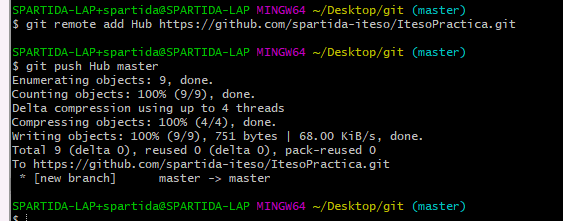 SPARTIDA-LAP+spartida@SPARTIDA-LAP MINGW64 ~/Desktop/git (master)
$ git remote add Hub https://github.com/spartida-iteso/ItesoPractica.git
SPARTIDA-LAP+spartida@SPARTIDA-LAP MINGW64 ~/Desktop/git (master)
$ git push Hub master
Enumerating objects: 9, done.
Counting objects: 100% (9/9), done.
Delta compression using up to 4 threads
Compressing objects: 100% (4/4), done.
Writing objects: 100% (9/9), 751 bytes | 68.00 KiB/s, done.
Total 9 (delta 0), reused 0 (delta 0), pack-reused 0
To https://github.com/spartida-iteso/ItesoPractica.git
 * [new branch]      master -> master
SPARTIDA-LAP+spartida@SPARTIDA-LAP MINGW64 ~/Desktop/git (master)
$